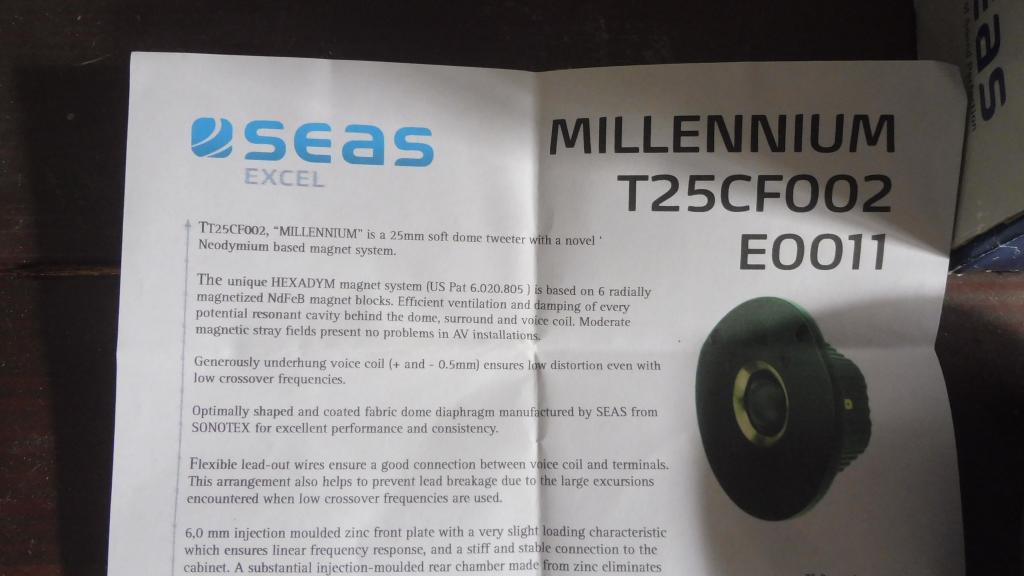 seas
EXCEL
MILLENNIUM
T25CF002
E0011
TT25CF002, “MILLENNIUM” is a 25mm soft dome tweeter with a novel '
Neodymium based magnet system.
The unique HEXADYM magnet system (US Pat 6.020.805 ) is based on 6 radially
magnetized NdFeB magnet blocks. Efficient ventilation and damping of every
potential resonant cavity behind the dome, surround and voice coil. Moderate
magnetic stray fields present no problems in AV installations.
Generously underhung voice coil (+ and - 0.5mm) ensures low distortion even with
low crossover frequencies.
Optimally shaped and coated fabric dome diaphragm manufactured by SEAS from
SONOTEX for excellent performance and consistency.
Flexible lead-out wires ensure a good connection between voice coil and terminals.
This arrangement also helps to prevent lead breakage due to the large excursions
encountered when low crossover frequencies are used.
6,0 mm injection moulded zinc front plate with a very slight loading characteristic
which ensures linear frequency response, and a stiff and stable connection to the
cabinet. A substantial injection-moulded rear chamber made from zinc eliminates
eas